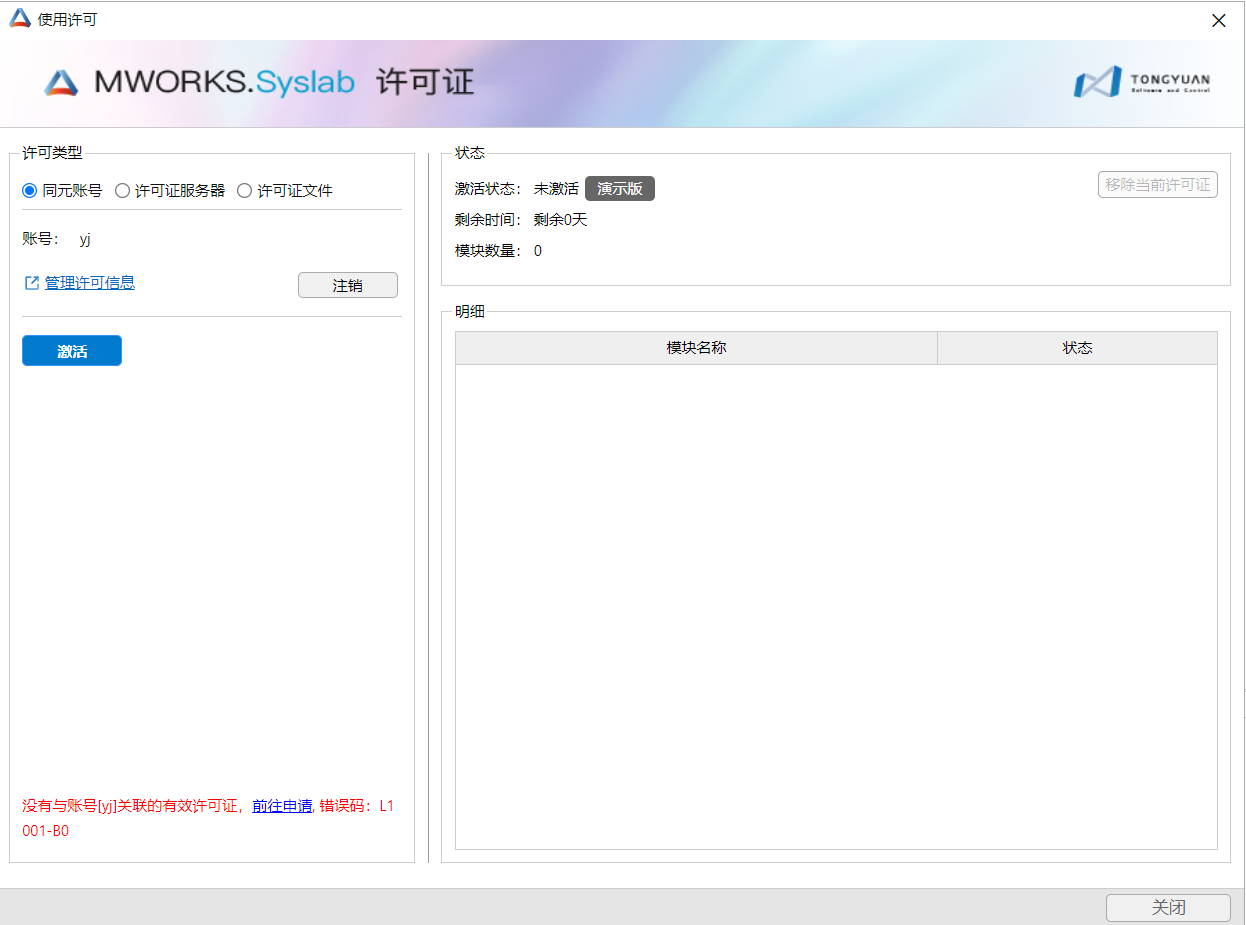 使用许可
MWORKS.Syslab 许可证
TONGYUAN
Software and Control
许可类型
同元账号 许可证服务器 许可证文件
账号： yj
管理许可信息
注销
激活
没有与账号[yj]关联的有效许可证，前往申请, 错误码：L1
001-B0
状态
激活状态： 未激活 演示版
移除当前许可证
剩余时间： 剩余0天
模块数量： 0
明细
模块名称 状态
关闭